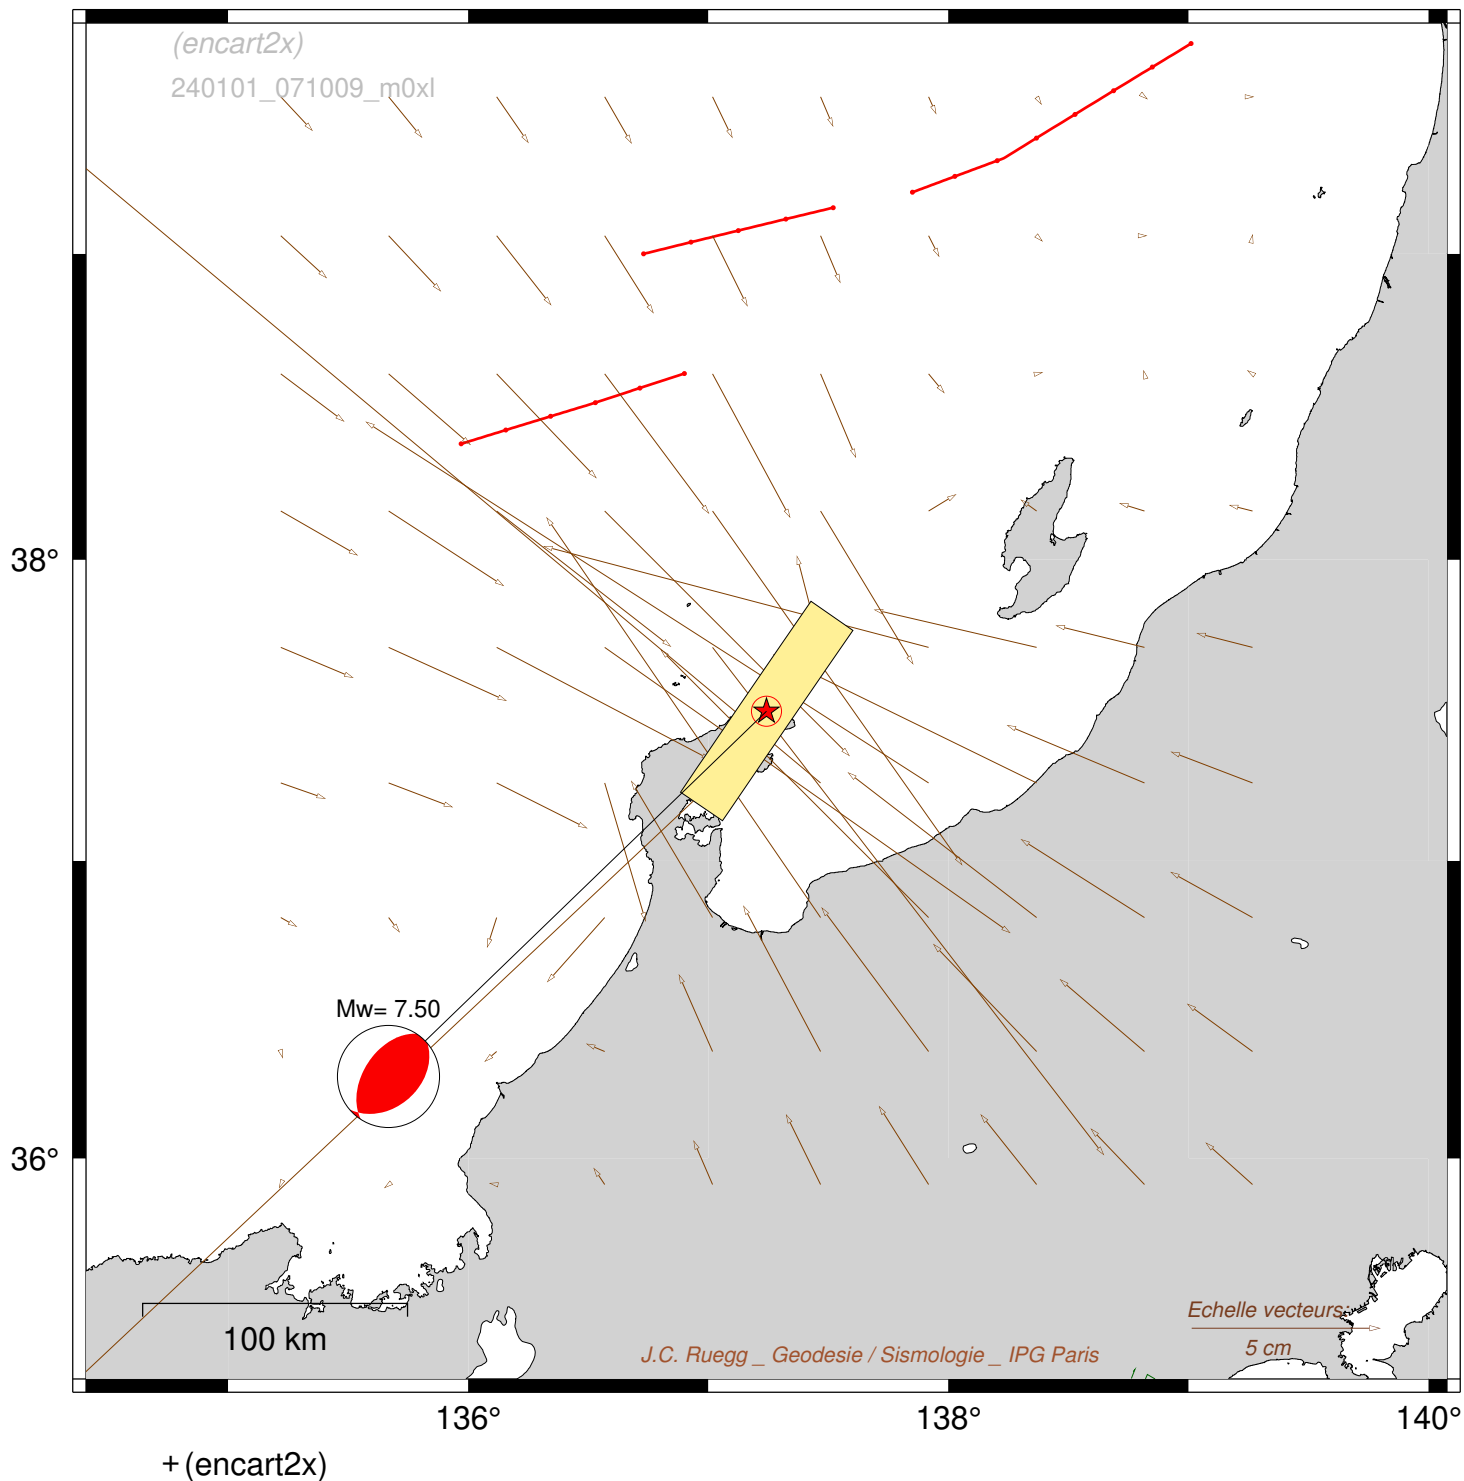 (encart2x)
240101_071009_m0xl
38°
Mw= 7.50
36°
100 km
Echelle vecteurs
5 cm
J.C. Ruegg _ Geodesie / Sismologie _ IPG Paris
136°
138°
140°
+ (encart2x)